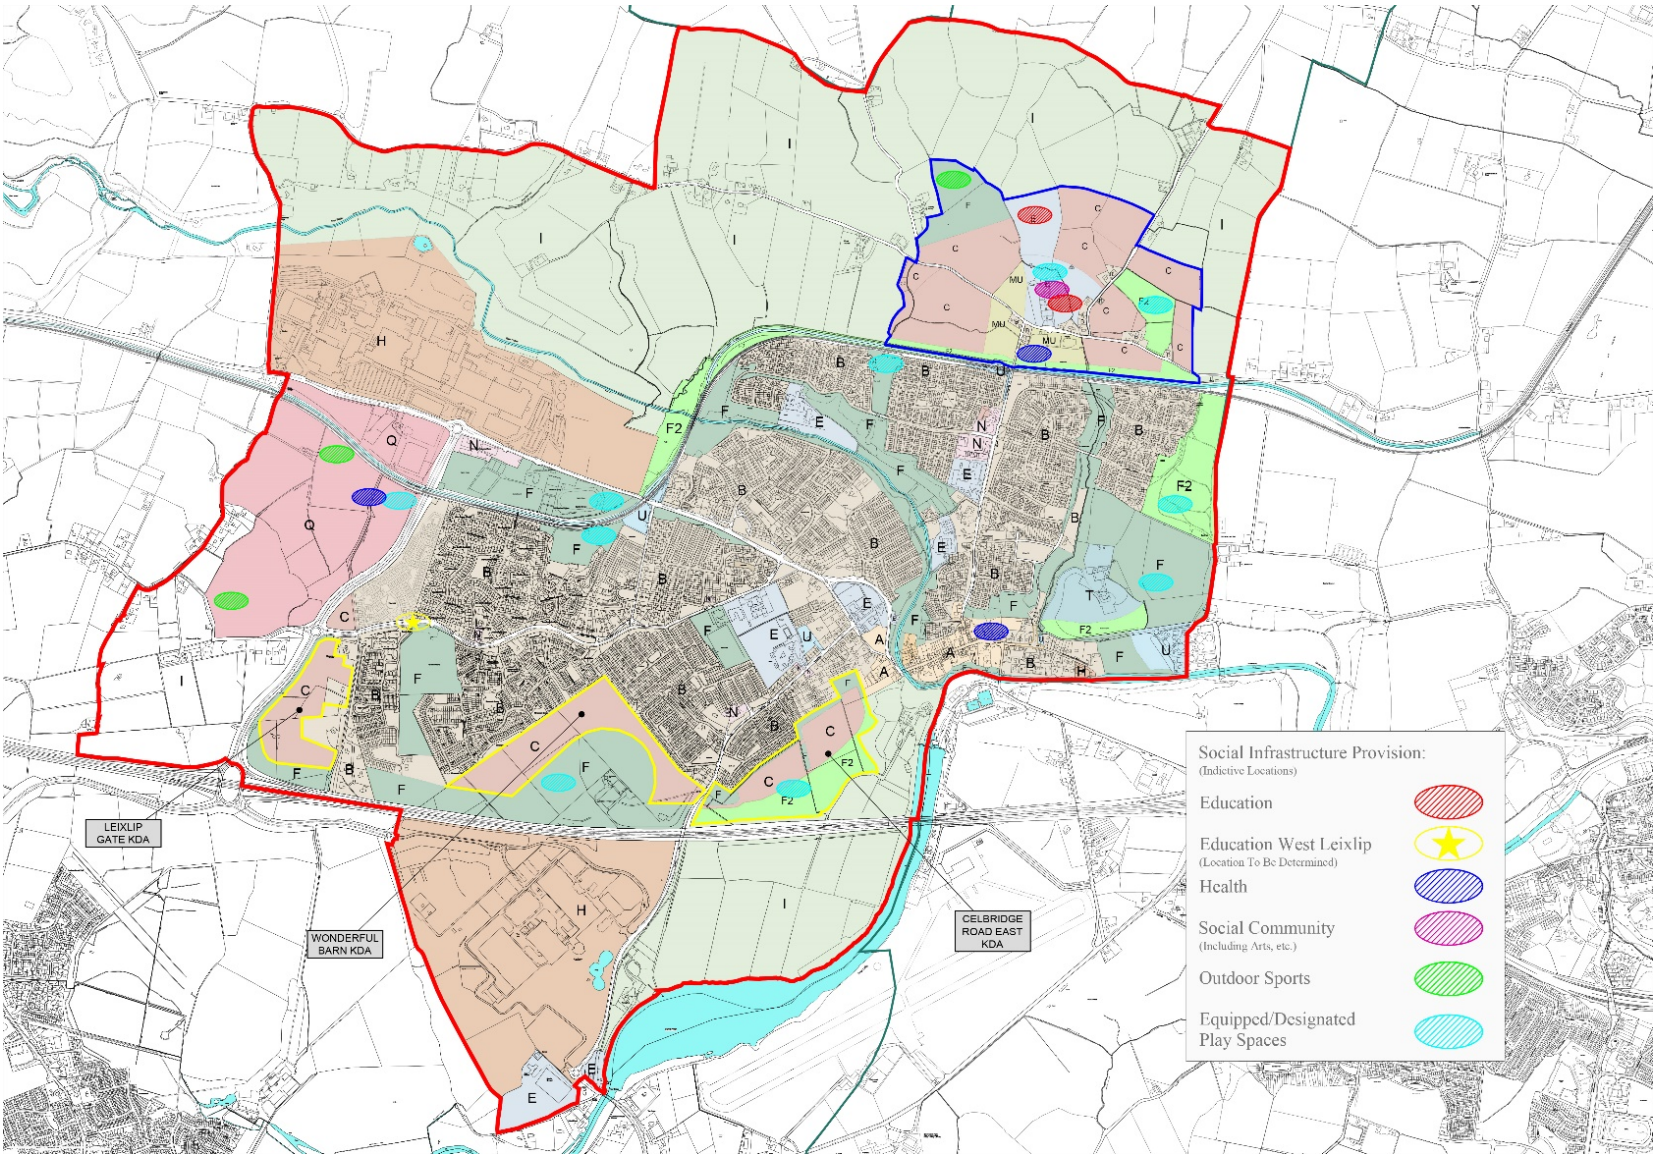 I
I
I
I
I
I
F
E
C
C
C
C
C
C
MU
E
F2
C
MU
MU
C
C
H
B
B
U
F
E
F
N
N
B
F
B
Q
N
F2
F
E
F2
Q
F
B
U
F
B
B
B
B
E
B
F
T
C
N
E
F
E
U
F
F
A
A
B
H
F
U
F2
I
C
B
F
B
B
A
F
C
N
B
C
F2
F
B
F
F
C
F
F2
LEIXLIP
GATE KDA
WONDERFUL
BARN KDA
H
I
CELBRIDGE
ROAD EAST
KDA
E
E
Social Infrastructure Provision:
(Indictive Locations)
Education
Education West Leixlip
(Location To Be Determined)
Health
Social Community
(Including Arts, etc.)
Outdoor Sports
Equipped/Designated
Play Spaces